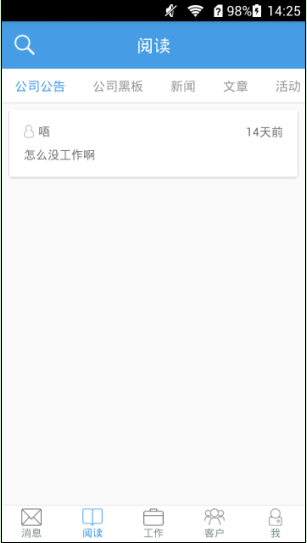 98% 14:25
阅读
公司公告 公司黑板 新闻 文章 活动
唔 14天前
怎么没工作啊
消息 阅读 工作 客户 我